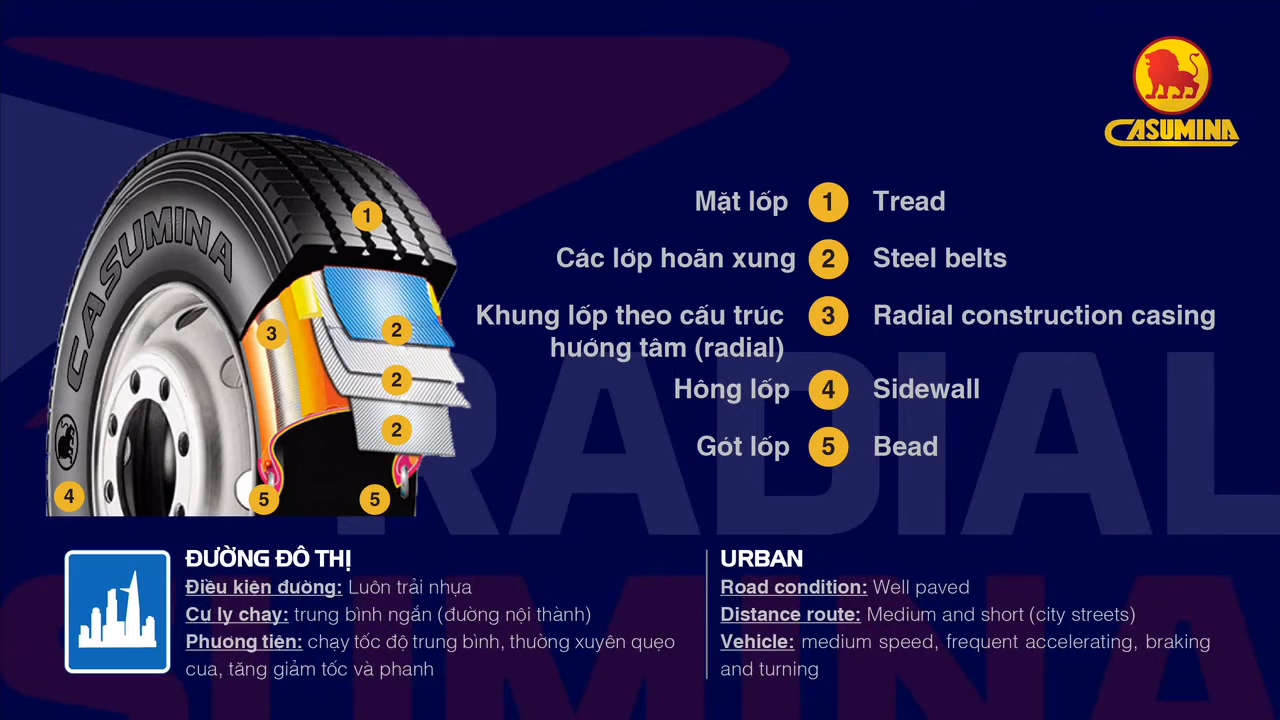 CASUMINA
CASUMINA
1
2
2
2
3
4
5
5
Mặt lốp 1 Tread
Các lớp hoãn xung 2 Steel belts
Khung lốp theo cấu trúc 3 Radial construction casing
hướng tâm (radial)
Hông lốp 4 Sidewall
Gót lốp 5 Bead
RADIAL
ĐƯỜNG ĐÔ THỊ
Điều kiện đường: Luôn trải nhựa
Cự ly chạy: trung bình ngắn (đường nội thành)
Phương tiện: chạy tốc độ trung bình, thường xuyên quẹo
cua, tăng giảm tốc và phanh
URBAN
Road condition: Well paved
Distance route: Medium and short (city streets)
Vehicle: medium speed, frequent accelerating, braking
and turning
SUMINA